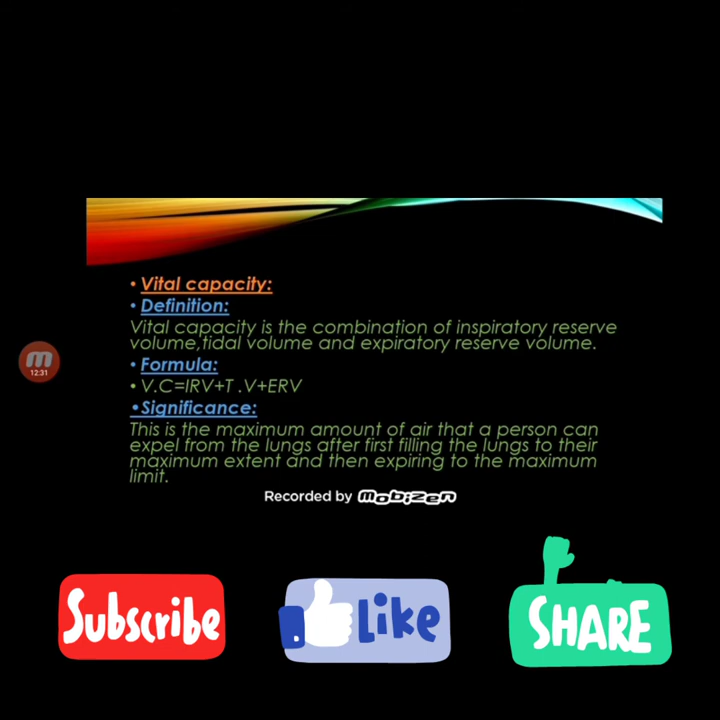 • Vital capacity:
• Definition:
Vital capacity is the combination of inspiratory reserve
volume,tidal volume and expiratory reserve volume.
• Formula:
• V.C=IRV+T .V+ERV
•Significance:
This is the maximum amount of air that a person can
expel from the lungs after first filling the lungs to their
maximum extent and then expiring to the maximum
limit.
m
12:31
Recorded by mobizen
Subscribe
Like
SHARE